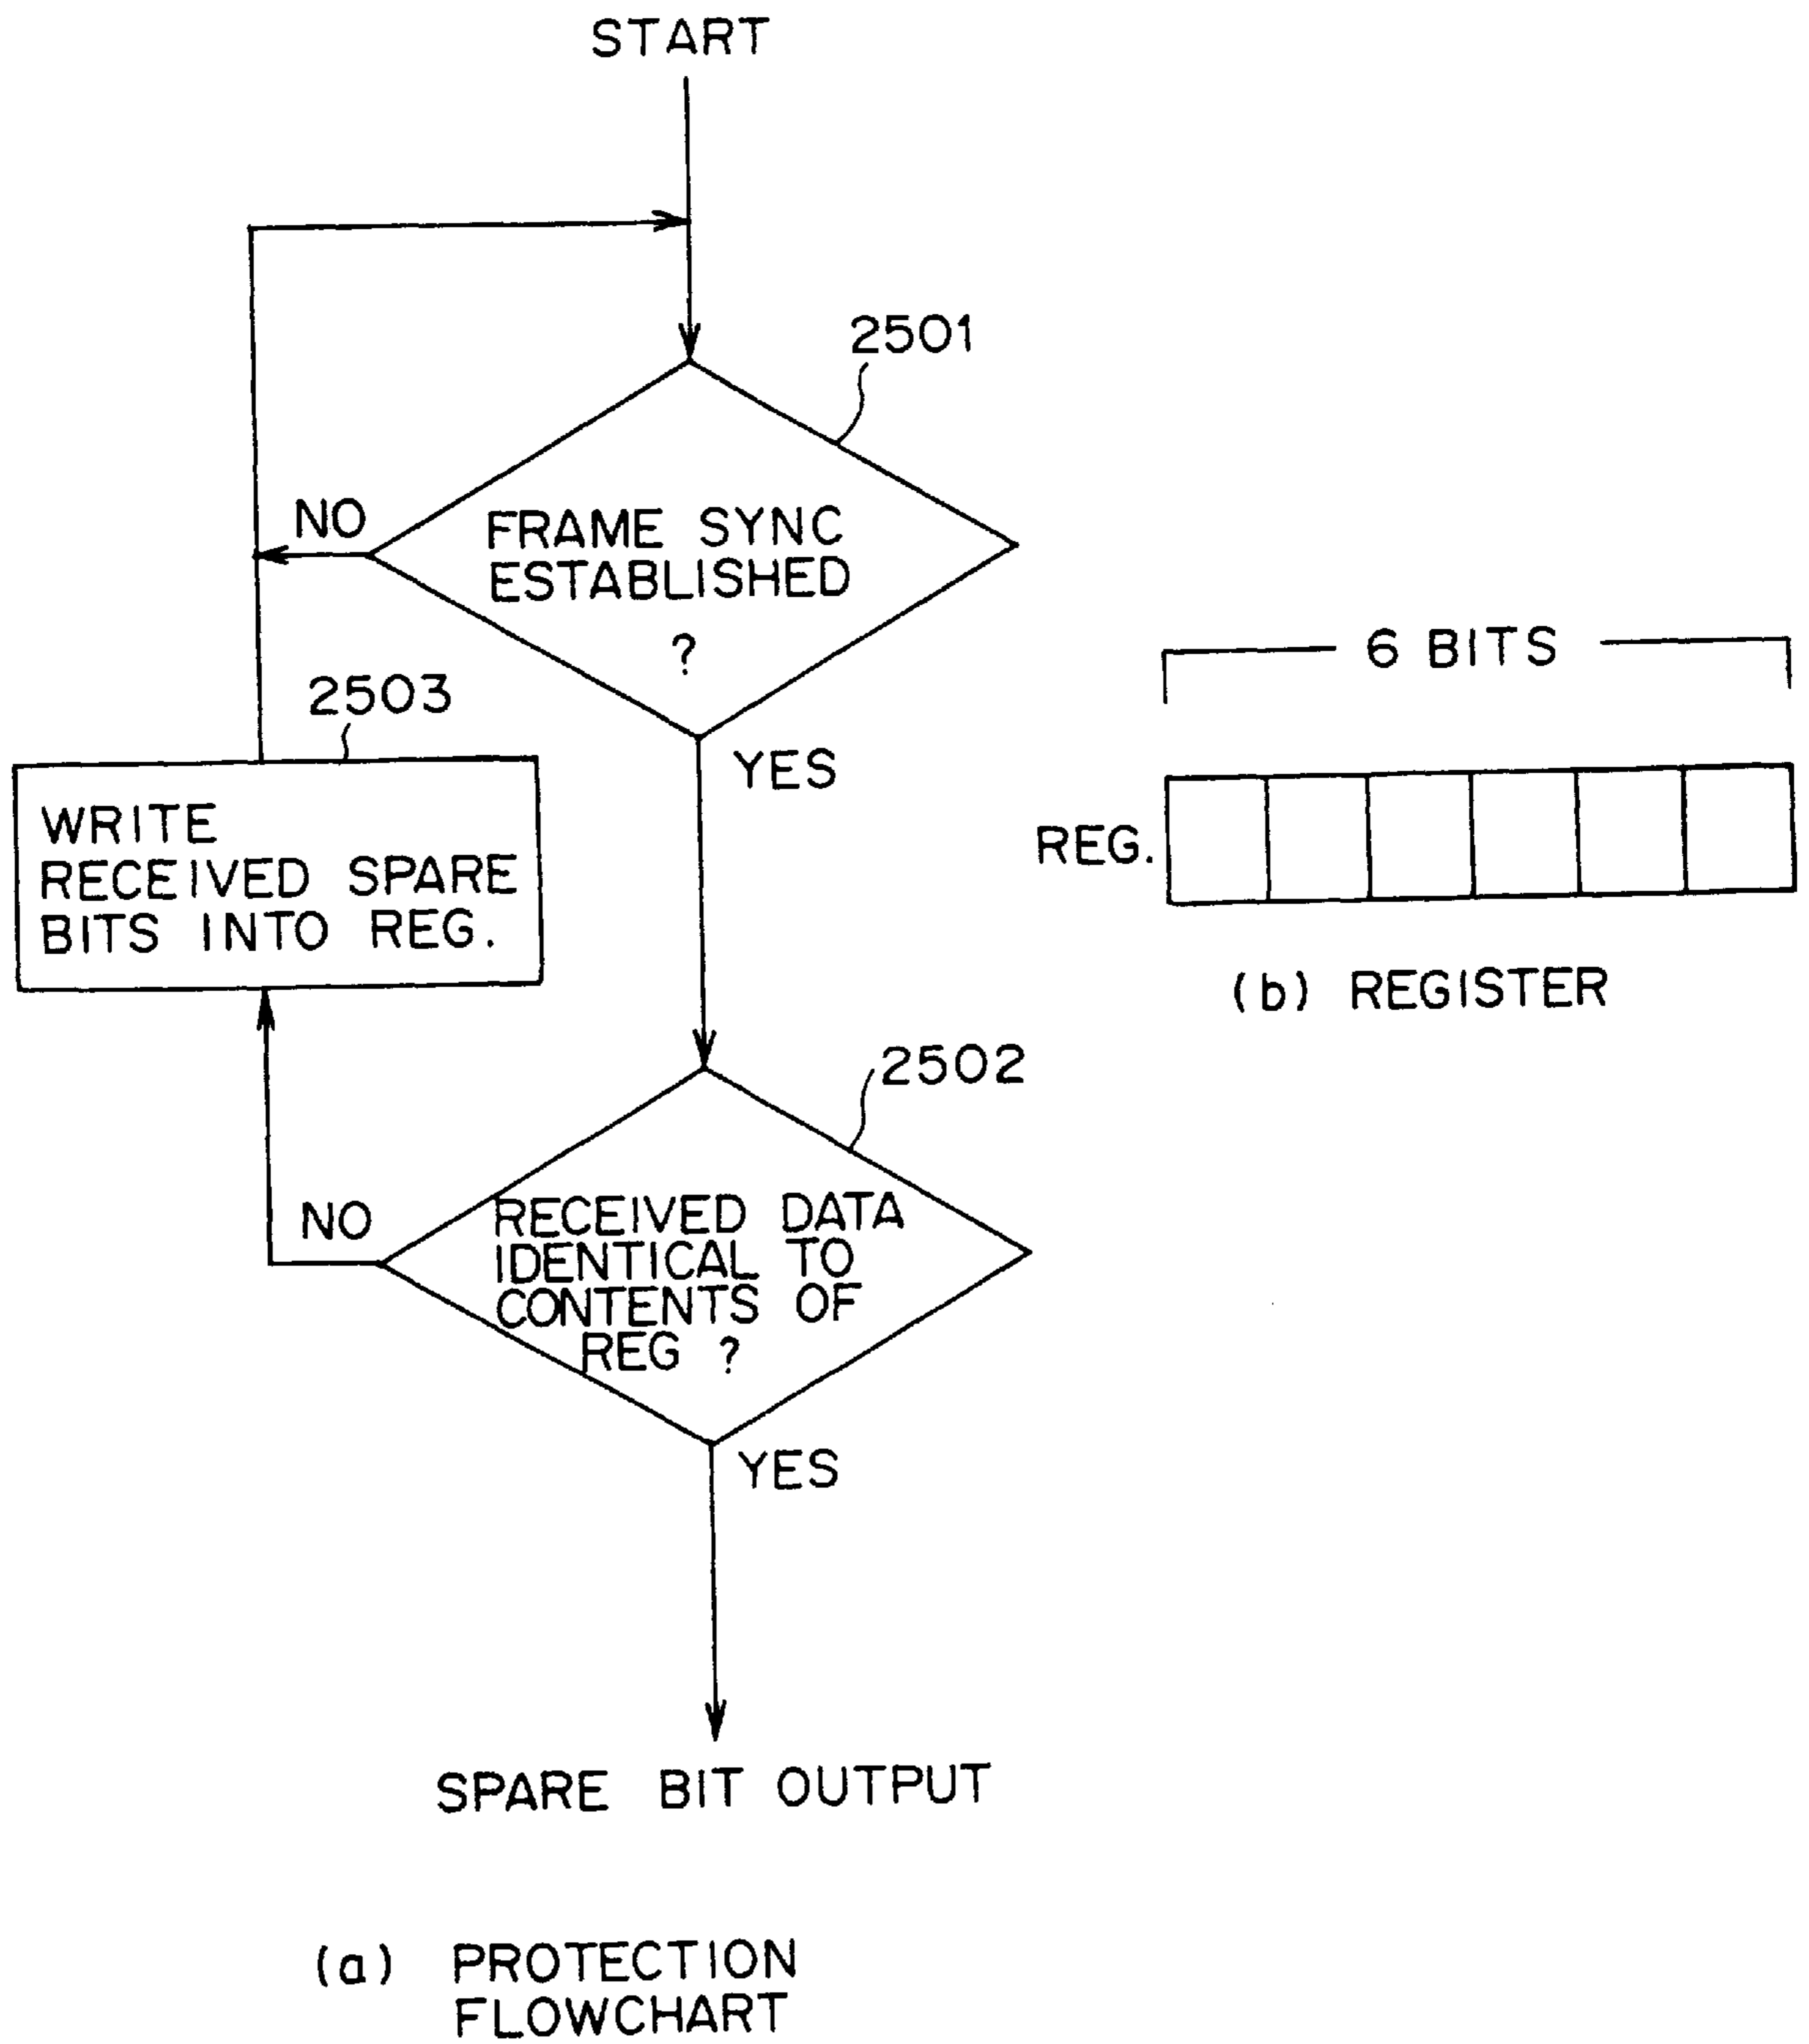 START
2501
NO
FRAME SYNC
ESTABLISHED
?
YES
2503
WRITE
RECEIVED SPARE
BITS INTO REG.
6 BITS
REG.
(b) REGISTER
2502
NO
RECEIVED DATA
IDENTICAL TO
CONTENTS OF
REG ?
YES
SPARE BIT OUTPUT
(a) PROTECTION
FLOWCHART